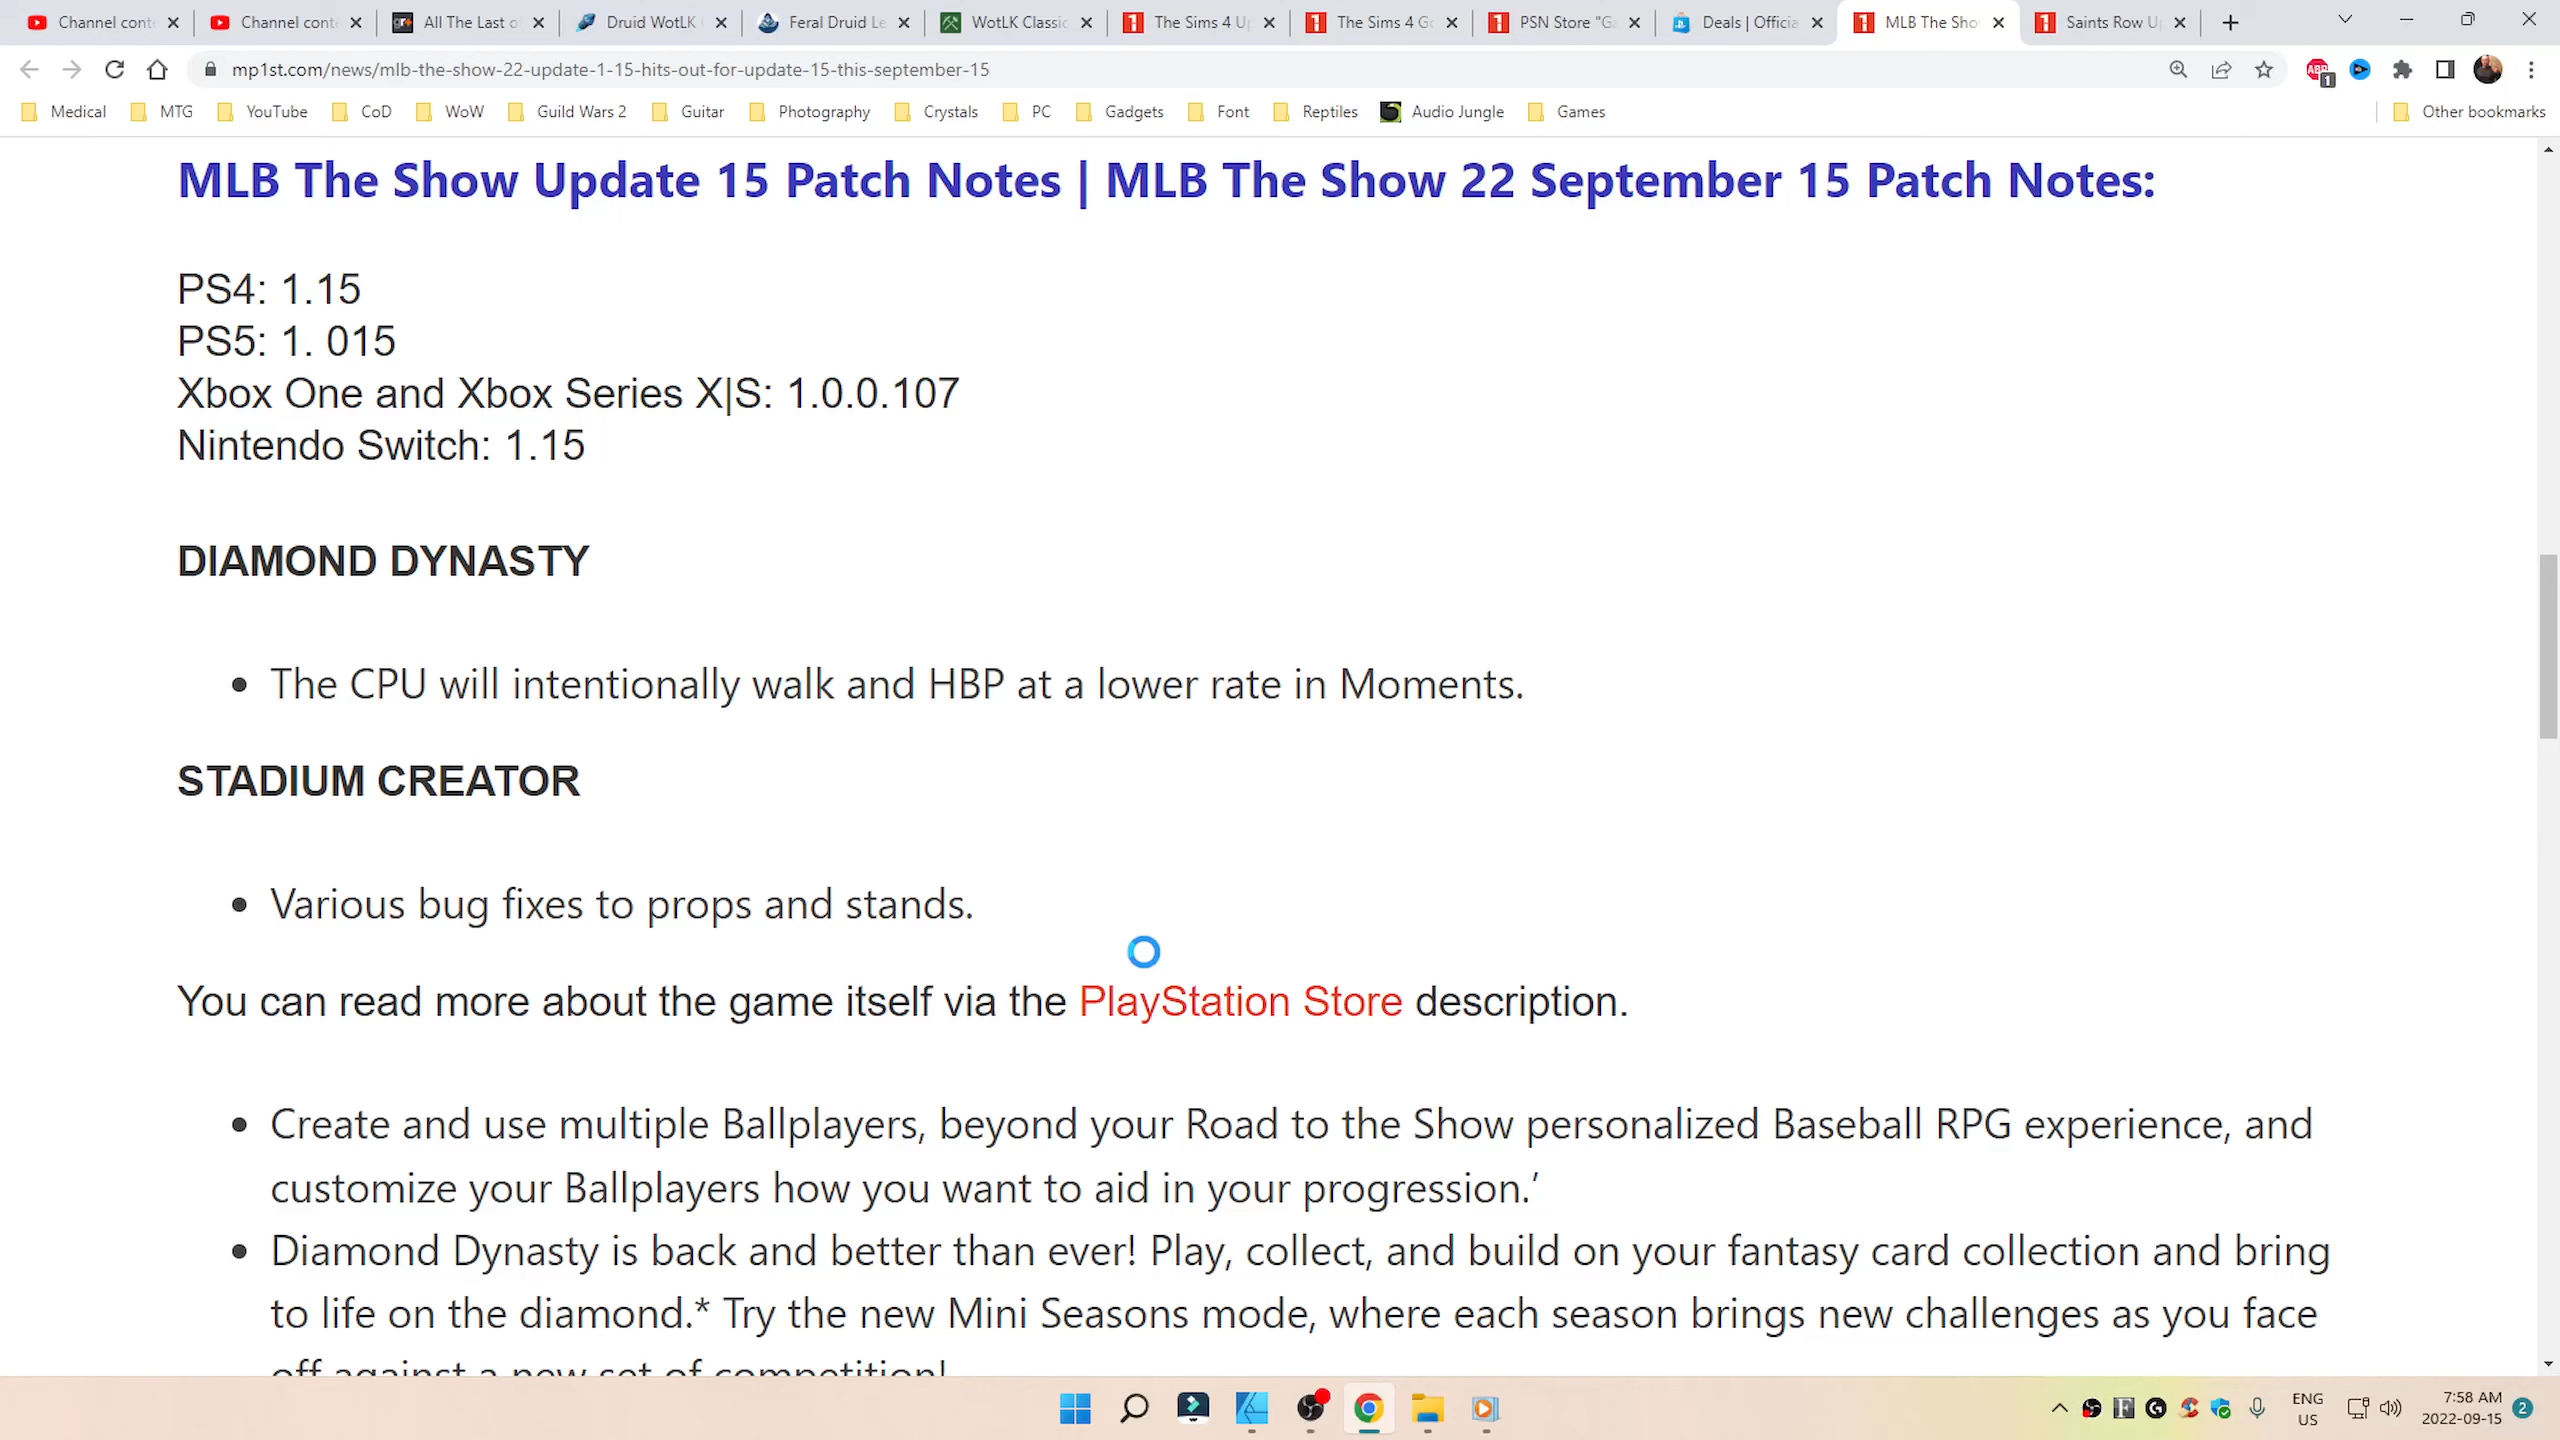 Channel cont
Channel cont
All The Last o
Druid WotLK
Feral Druid Le
WotLK Classic
The Sims 4 U
The Sims 4 G
PSN Store "Ga
Deals | Officia
MLB The Sho
Saints Row U
mp1st.com/news/mlb-the-show-22-update-1-15-hits-out-for-update-15-this-september-15
ABP
1
Medical
MTG
YouTube
CoD
WoW
Guild Wars 2
Guitar
Photography
Crystals
PC
Gadgets
Font
Reptiles
Audio Jungle
Games
Other bookmarks
MLB The Show Update 15 Patch Notes | MLB The Show 22 September 15 Patch Notes:
PS4: 1.15
PS5: 1. 015
Xbox One and Xbox Series X|S: 1.0.0.107
Nintendo Switch: 1.15
DIAMOND DYNASTY
• The CPU will intentionally walk and HBP at a lower rate in Moments.
STADIUM CREATOR
• Various bug fixes to props and stands.
You can read more about the game itself via the PlayStation Store description.
• Create and use multiple Ballplayers, beyond your Road to the Show personalized Baseball RPG experience, and
customize your Ballplayers how you want to aid in your progression.’
• Diamond Dynasty is back and better than ever! Play, collect, and build on your fantasy card collection and bring
to life on the diamond.* Try the new Mini Seasons mode, where each season brings new challenges as you face
off against a new set of competition!
ENG
US
7:58 AM
2022-09-15
2